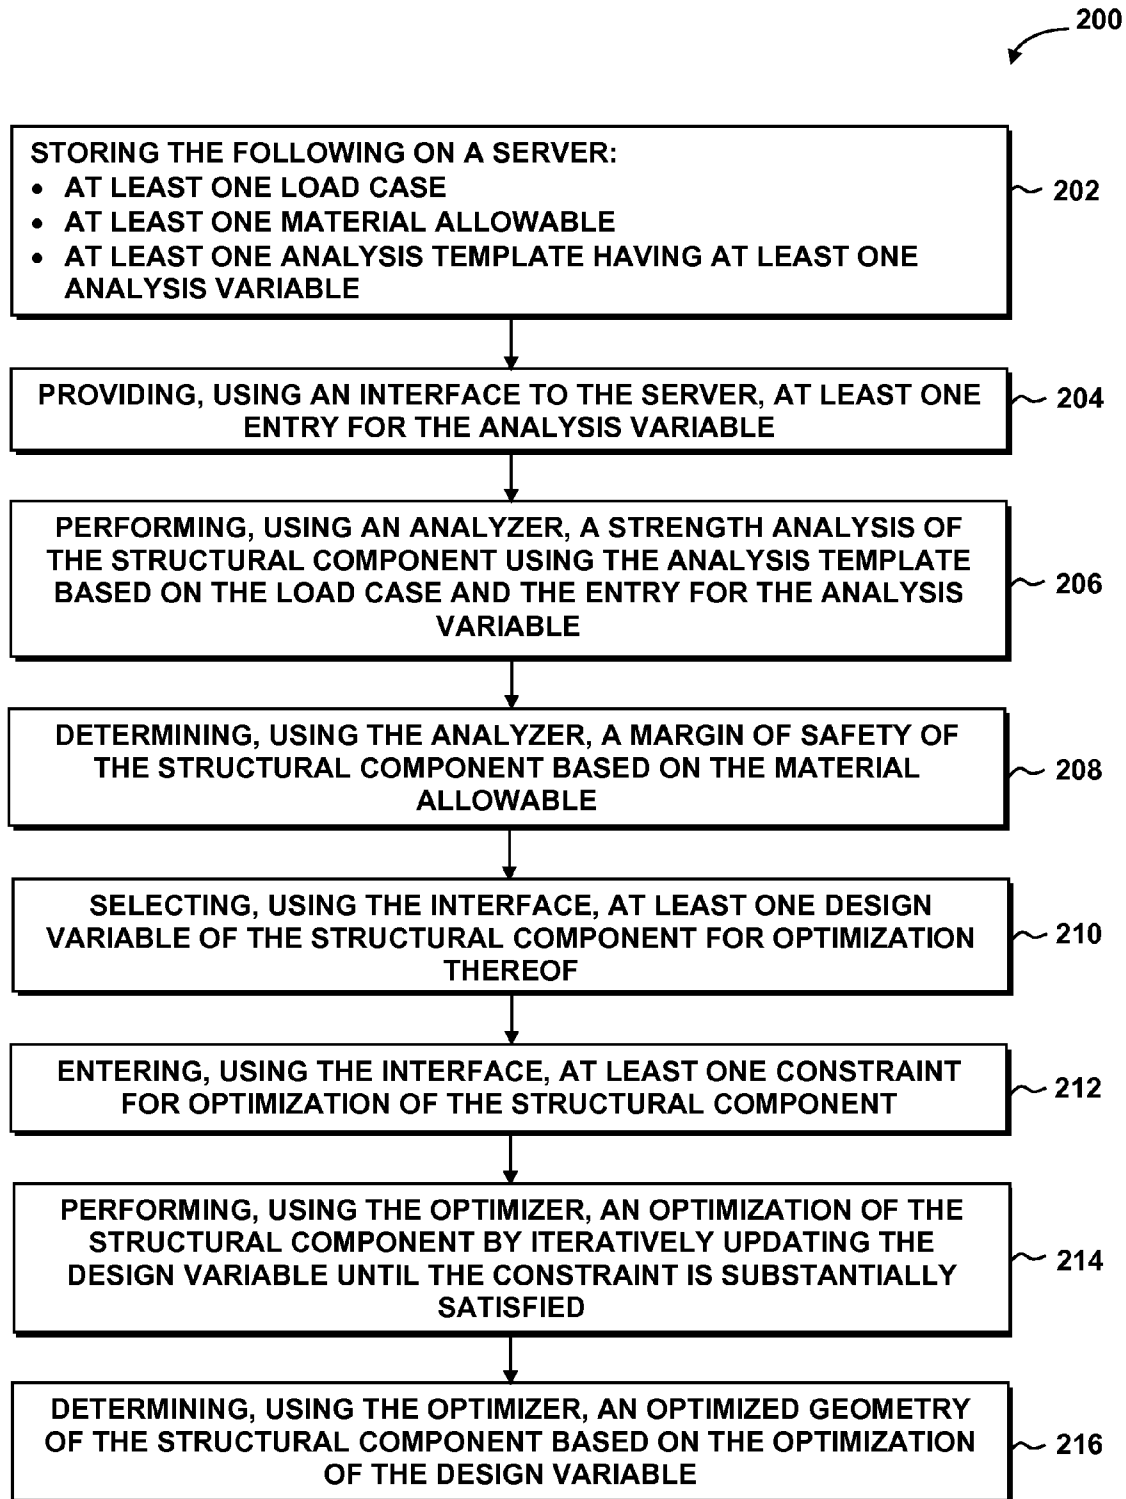 200
STORING THE FOLLOWING ON A SERVER:
• AT LEAST ONE LOAD CASE
• AT LEAST ONE MATERIAL ALLOWABLE
• AT LEAST ONE ANALYSIS TEMPLATE HAVING AT LEAST ONE
ANALYSIS VARIABLE
202
PROVIDING, USING AN INTERFACE TO THE SERVER, AT LEAST ONE
ENTRY FOR THE ANALYSIS VARIABLE
204
PERFORMING, USING AN ANALYZER, A STRENGTH ANALYSIS OF
THE STRUCTURAL COMPONENT USING THE ANALYSIS TEMPLATE
BASED ON THE LOAD CASE AND THE ENTRY FOR THE ANALYSIS
VARIABLE
206
DETERMINING, USING THE ANALYZER, A MARGIN OF SAFETY OF
THE STRUCTURAL COMPONENT BASED ON THE MATERIAL
ALLOWABLE
208
SELECTING, USING THE INTERFACE, AT LEAST ONE DESIGN
VARIABLE OF THE STRUCTURAL COMPONENT FOR OPTIMIZATION
THEREOF
210
ENTERING, USING THE INTERFACE, AT LEAST ONE CONSTRAINT
FOR OPTIMIZATION OF THE STRUCTURAL COMPONENT
212
PERFORMING, USING THE OPTIMIZER, AN OPTIMIZATION OF THE
STRUCTURAL COMPONENT BY ITERATIVELY UPDATING THE
DESIGN VARIABLE UNTIL THE CONSTRAINT IS SUBSTANTIALLY
SATISFIED
214
DETERMINING, USING THE OPTIMIZER, AN OPTIMIZED GEOMETRY
OF THE STRUCTURAL COMPONENT BASED ON THE OPTIMIZATION
OF THE DESIGN VARIABLE
216